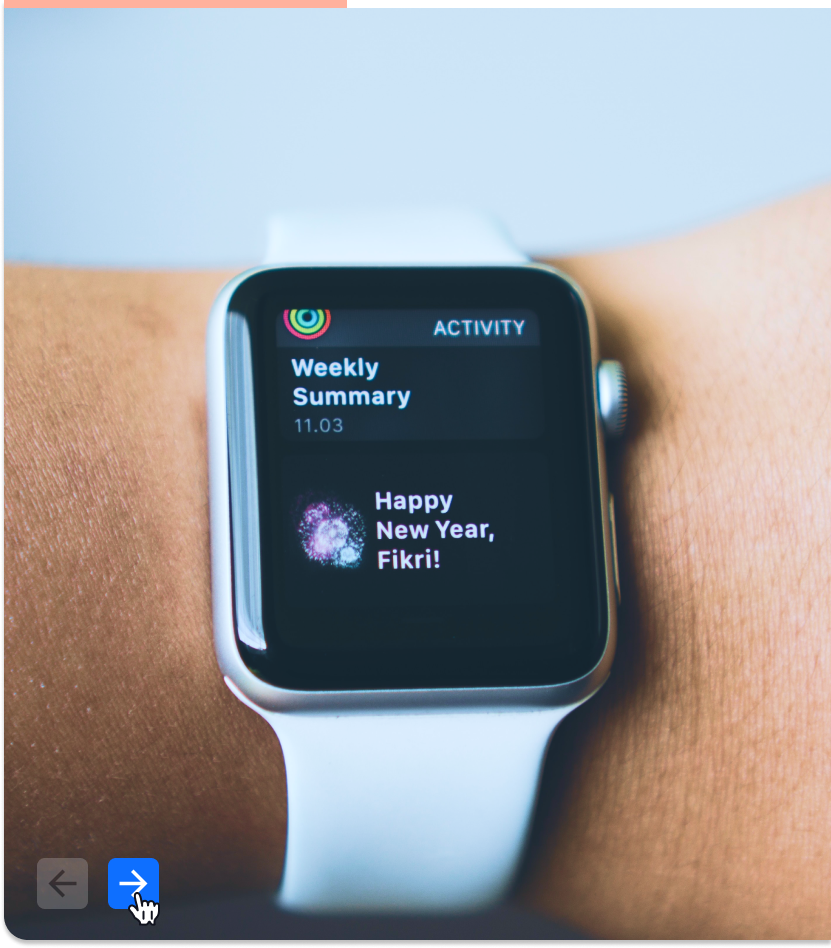 ACTIVITY
Weekly
Summary
11.03
Happy
New Year,
Fikri!